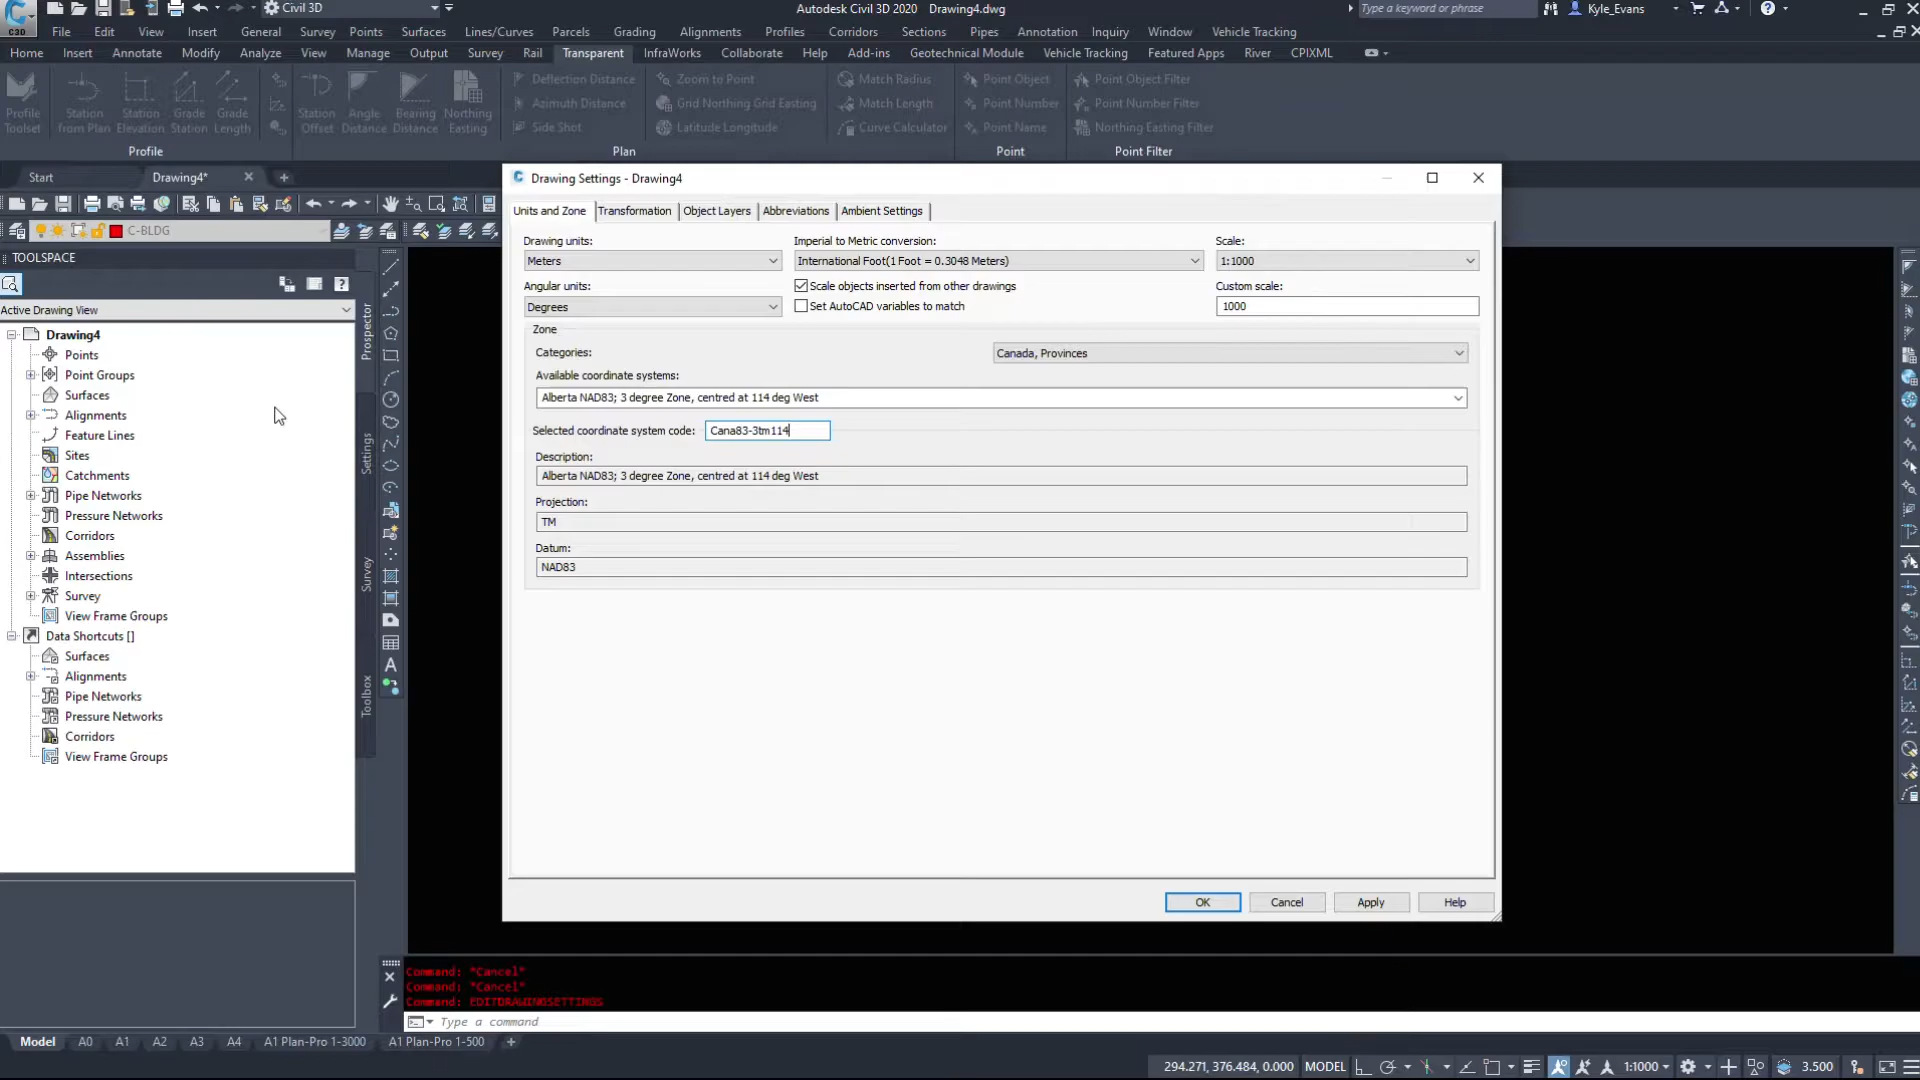 C3D
Civil 3D
Autodesk Civil 3D 2020 Drawing4.dwg
Type a keyword or phrase
Kyle_Evans
File Edit View Insert General Survey Points Surfaces Lines/Curves Parcels Grading Alignments Profiles Corridors Sections Pipes Annotation Inquiry Window Vehicle Tracking
Home Insert Annotate Modify Analyze View Manage Output Survey Rail Transparent InfraWorks Collaborate Help Add-ins Geotechnical Module Vehicle Tracking Featured Apps River CPIXML
Profile Toolset
Station from Plan
Station Elevation
Grade Station
Grade Length
Station Offset
Angle Distance
Bearing Distance
Northing Easting
Deflection Distance
Azimuth Distance
Side Shot
Zoom to Point
Grid Northing Grid Easting
Latitude Longitude
Match Radius
Match Length
Curve Calculator
Point Object
Point Number
Point Name
Point Object Filter
Point Number Filter
Northing Easting Filter
Profile Plan Point Point Filter
Start Drawing4*
C-BLDG
TOOLSPACE
Active Drawing View
Drawing4
Points
Point Groups
Surfaces
Alignments
Feature Lines
Sites
Catchments
Pipe Networks
Pressure Networks
Corridors
Assemblies
Intersections
Survey
View Frame Groups
Data Shortcuts []
Surfaces
Alignments
Pipe Networks
Pressure Networks
Corridors
View Frame Groups
Prospector
Settings
Survey
Toolbox
Drawing Settings - Drawing4
Units and Zone Transformation Object Layers Abbreviations Ambient Settings
Drawing units:
Meters
Imperial to Metric conversion:
International Foot(1 Foot = 0.3048 Meters)
Scale:
1:1000
Angular units:
Degrees
Scale objects inserted from other drawings
Set AutoCAD variables to match
Custom scale:
1000
Zone
Categories:
Canada, Provinces
Available coordinate systems:
Alberta NAD83; 3 degree Zone, centred at 114 deg West
Selected coordinate system code: Cana83-3tm114
Description:
Alberta NAD83; 3 degree Zone, centred at 114 deg West
Projection:
TM
Datum:
NAD83
OK Cancel Apply Help
Command: *Cancel*
Command: *Cancel*
Command: EDITDRAWINGSETTINGS
Type a command
Model A0 A1 A2 A3 A4 A1 Plan-Pro 1-3000 A1 Plan-Pro 1-500
294.271, 376.484, 0.000 MODEL 1:1000 3.500